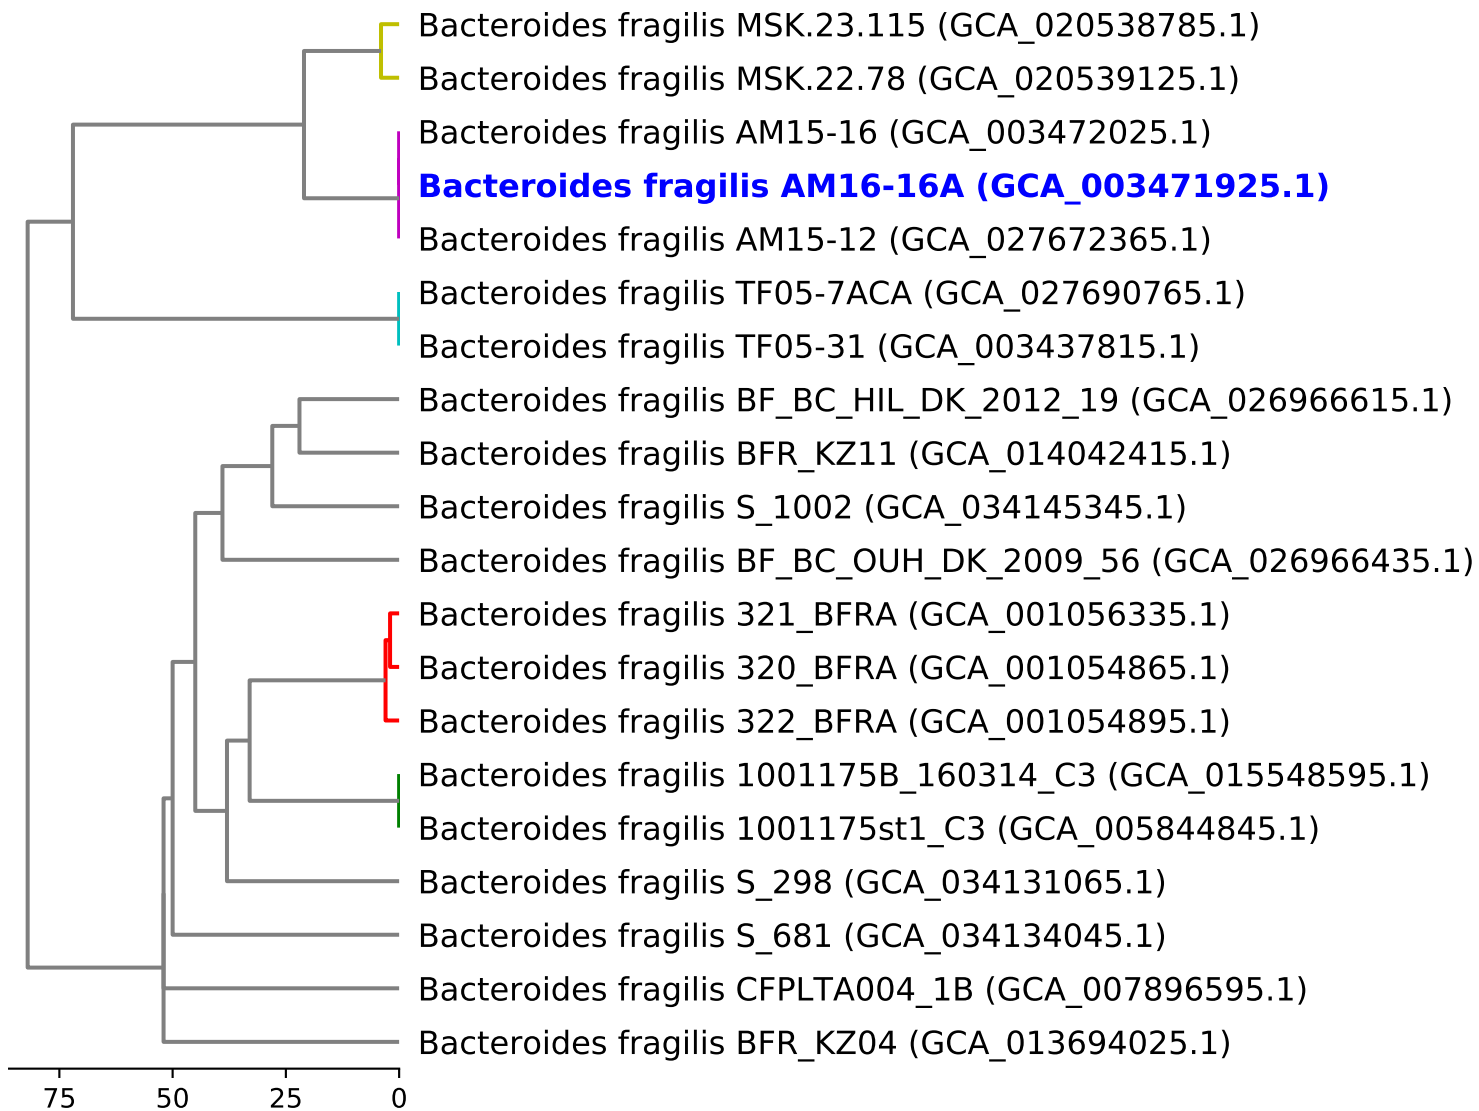 Bacteroides fragilis MSK.23.115 (GCA_020538785.1)
Bacteroides fragilis MSK.22.78 (GCA_020539125.1)
Bacteroides fragilis AM15-16 (GCA_003472025.1)
Bacteroides fragilis AM16-16A (GCA_003471925.1)
Bacteroides fragilis AM15-12 (GCA_027672365.1)
Bacteroides fragilis TF05-7ACA (GCA_027690765.1)
Bacteroides fragilis TF05-31 (GCA_003437815.1)
Bacteroides fragilis BF_BC_HIL_DK_2012_19 (GCA_026966615.1)
Bacteroides fragilis BFR_KZ11 (GCA_014042415.1)
Bacteroides fragilis S_1002 (GCA_034145345.1)
Bacteroides fragilis BF_BC_OUH_DK_2009_56 (GCA_026966435.1)
Bacteroides fragilis 321_BFRA (GCA_001056335.1)
Bacteroides fragilis 320_BFRA (GCA_001054865.1)
Bacteroides fragilis 322_BFRA (GCA_001054895.1)
Bacteroides fragilis 1001175B_160314_C3 (GCA_015548595.1)
Bacteroides fragilis 1001175st1_C3 (GCA_005844845.1)
Bacteroides fragilis S_298 (GCA_034131065.1)
Bacteroides fragilis S_681 (GCA_034134045.1)
Bacteroides fragilis CFPLTA004_1B (GCA_007896595.1)
Bacteroides fragilis BFR_KZ04 (GCA_013694025.1)
75 50 25 0